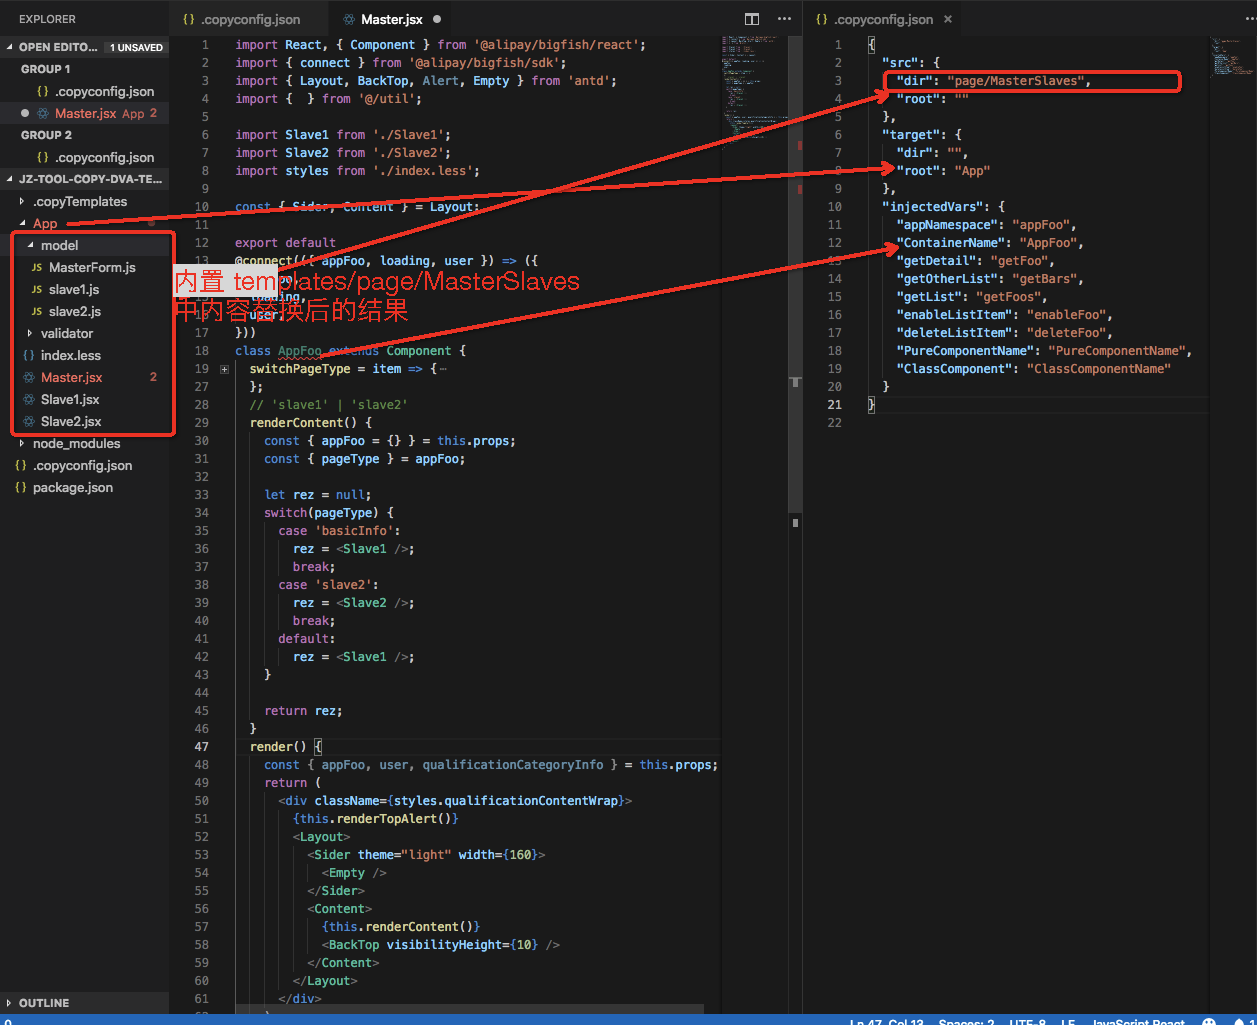 EXPLORER
OPEN EDITO... 1 UNSAVED
GROUP 1
{} .copyconfig.json
Master.jsx App 2
GROUP 2
{} .copyconfig.json
JZ-TOOL-COPY-DVA-TE...
.copyTemplates
App
model
JS MasterForm.js
JS slave1.js
JS slave2.js
validator
{} index.less
Master.jsx 2
Slave1.jsx
Slave2.jsx
node_modules
{} .copyconfig.json
{} package.json
OUTLINE
{} .copyconfig.json
Master.jsx
1 import React, { Component } from '@alipay/bigfish/react';
2 import { connect } from '@alipay/bigfish/sdk';
3 import { Layout, BackTop, Alert, Empty } from 'antd';
4 import {  } from '@/util';
5
6 import Slave1 from './Slave1';
7 import Slave2 from './Slave2';
8 import styles from './index.less';
9
10 const { Sider, Content } = Layout;
11
12 export default
13 @connect(({ appFoo, loading, user }) => ({
内置 templates/page/MasterSlaves
中内容替换后的结果
17 }))
18 class AppFoo extends Component {
19 switchPageType = item => {⋯
27 };
28 // 'slave1' | 'slave2'
29 renderContent() {
30 const { appFoo = {} } = this.props;
31 const { pageType } = appFoo;
32
33 let rez = null;
34 switch(pageType) {
35 case 'basicInfo':
36 rez = <Slave1 />;
37 break;
38 case 'slave2':
39 rez = <Slave2 />;
40 break;
41 default:
42 rez = <Slave1 />;
43 }
44
45 return rez;
46 }
47 render() {
48 const { appFoo, user, qualificationCategoryInfo } = this.props;
49 return (
50 <div className={styles.qualificationContentWrap}>
51 {this.renderTopAlert()}
52 <Layout>
53 <Sider theme="light" width={160}>
54 <Empty />
55 </Sider>
56 <Content>
57 {this.renderContent()}
58 <BackTop visibilityHeight={10} />
59 </Content>
60 </Layout>
61 </div>
{} .copyconfig.json ×
1 {
2 "src": {
3 "dir": "page/MasterSlaves",
4 "root": ""
5 },
6 "target": {
7 "dir": "",
8 "root": "App"
9 },
10 "injectedVars": {
11 "appNamespace": "appFoo",
12 "ContainerName": "AppFoo",
13 "getDetail": "getFoo",
14 "getOtherList": "getBars",
15 "getList": "getFoos",
16 "enableListItem": "enableFoo",
17 "deleteListItem": "deleteFoo",
18 "PureComponentName": "PureComponentName",
19 "ClassComponent": "ClassComponentName"
20 }
21 }
22
Ln 47, Col 13 Spaces: 2 UTF-8 LF JavaScript React